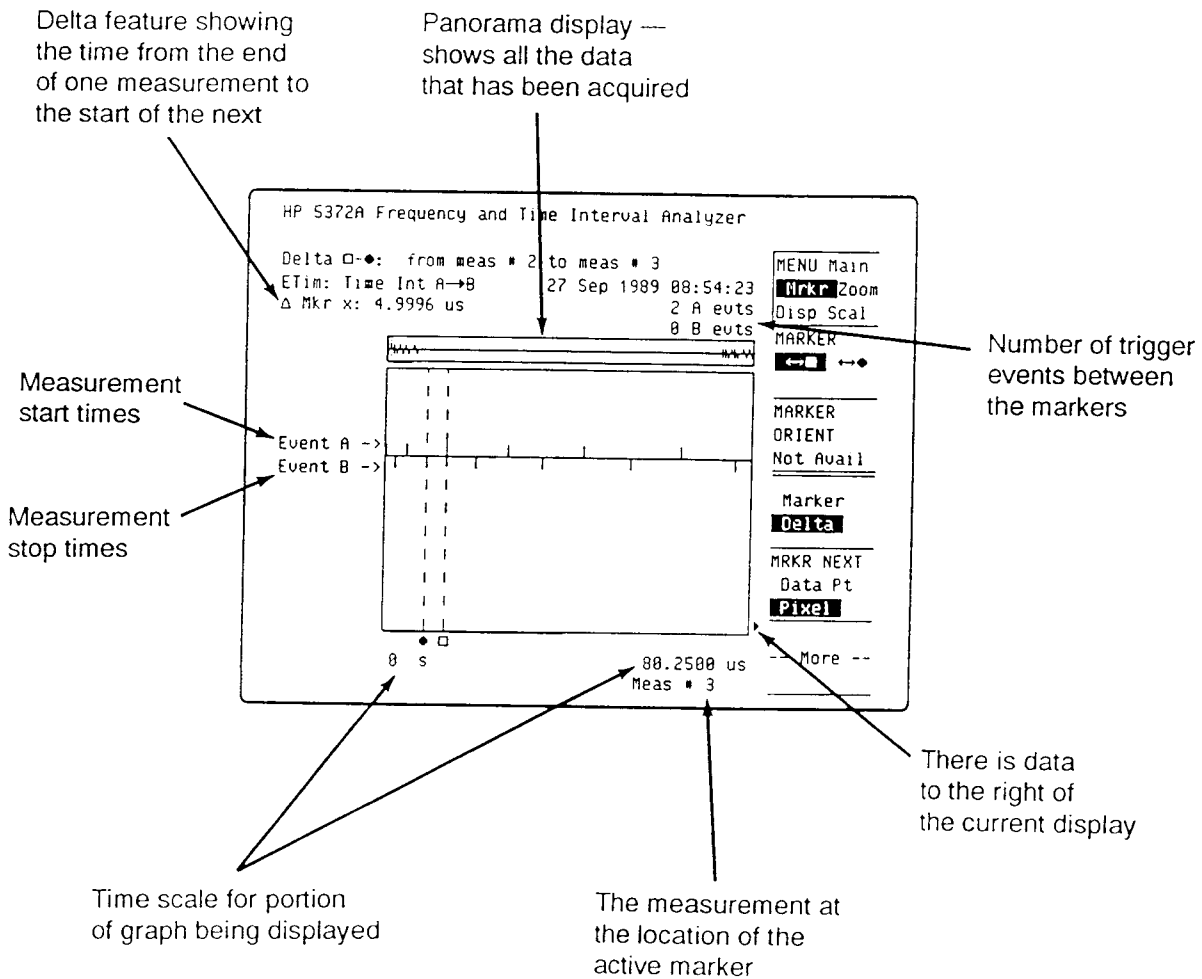 Delta feature showing
the time from the end
of one measurement to
the start of the next
Panorama display —
shows all the data
that has been acquired
HP 5372A Frequency and Time Interval Analyzer
Delta □-●: from meas # 2 to meas # 3
ETim: Time Int A→B 27 Sep 1989 08:54:23
Δ Mkr x: 4.9996 us 2 A evts
0 B evts
MENU Main
Mrkr Zoom
Disp Scal
MARKER
↔■ ↔●
MARKER
ORIENT
Not Avail
Marker
Delta
MRKR NEXT
Data Pt
Pixel
-- More --
Number of trigger
events between
the markers
Measurement
start times
Event A ->
Event B ->
Measurement
stop times
● □
0 s 80.2500 us
Meas # 3
There is data
to the right of
the current display
Time scale for portion
of graph being displayed
The measurement at
the location of the
active marker